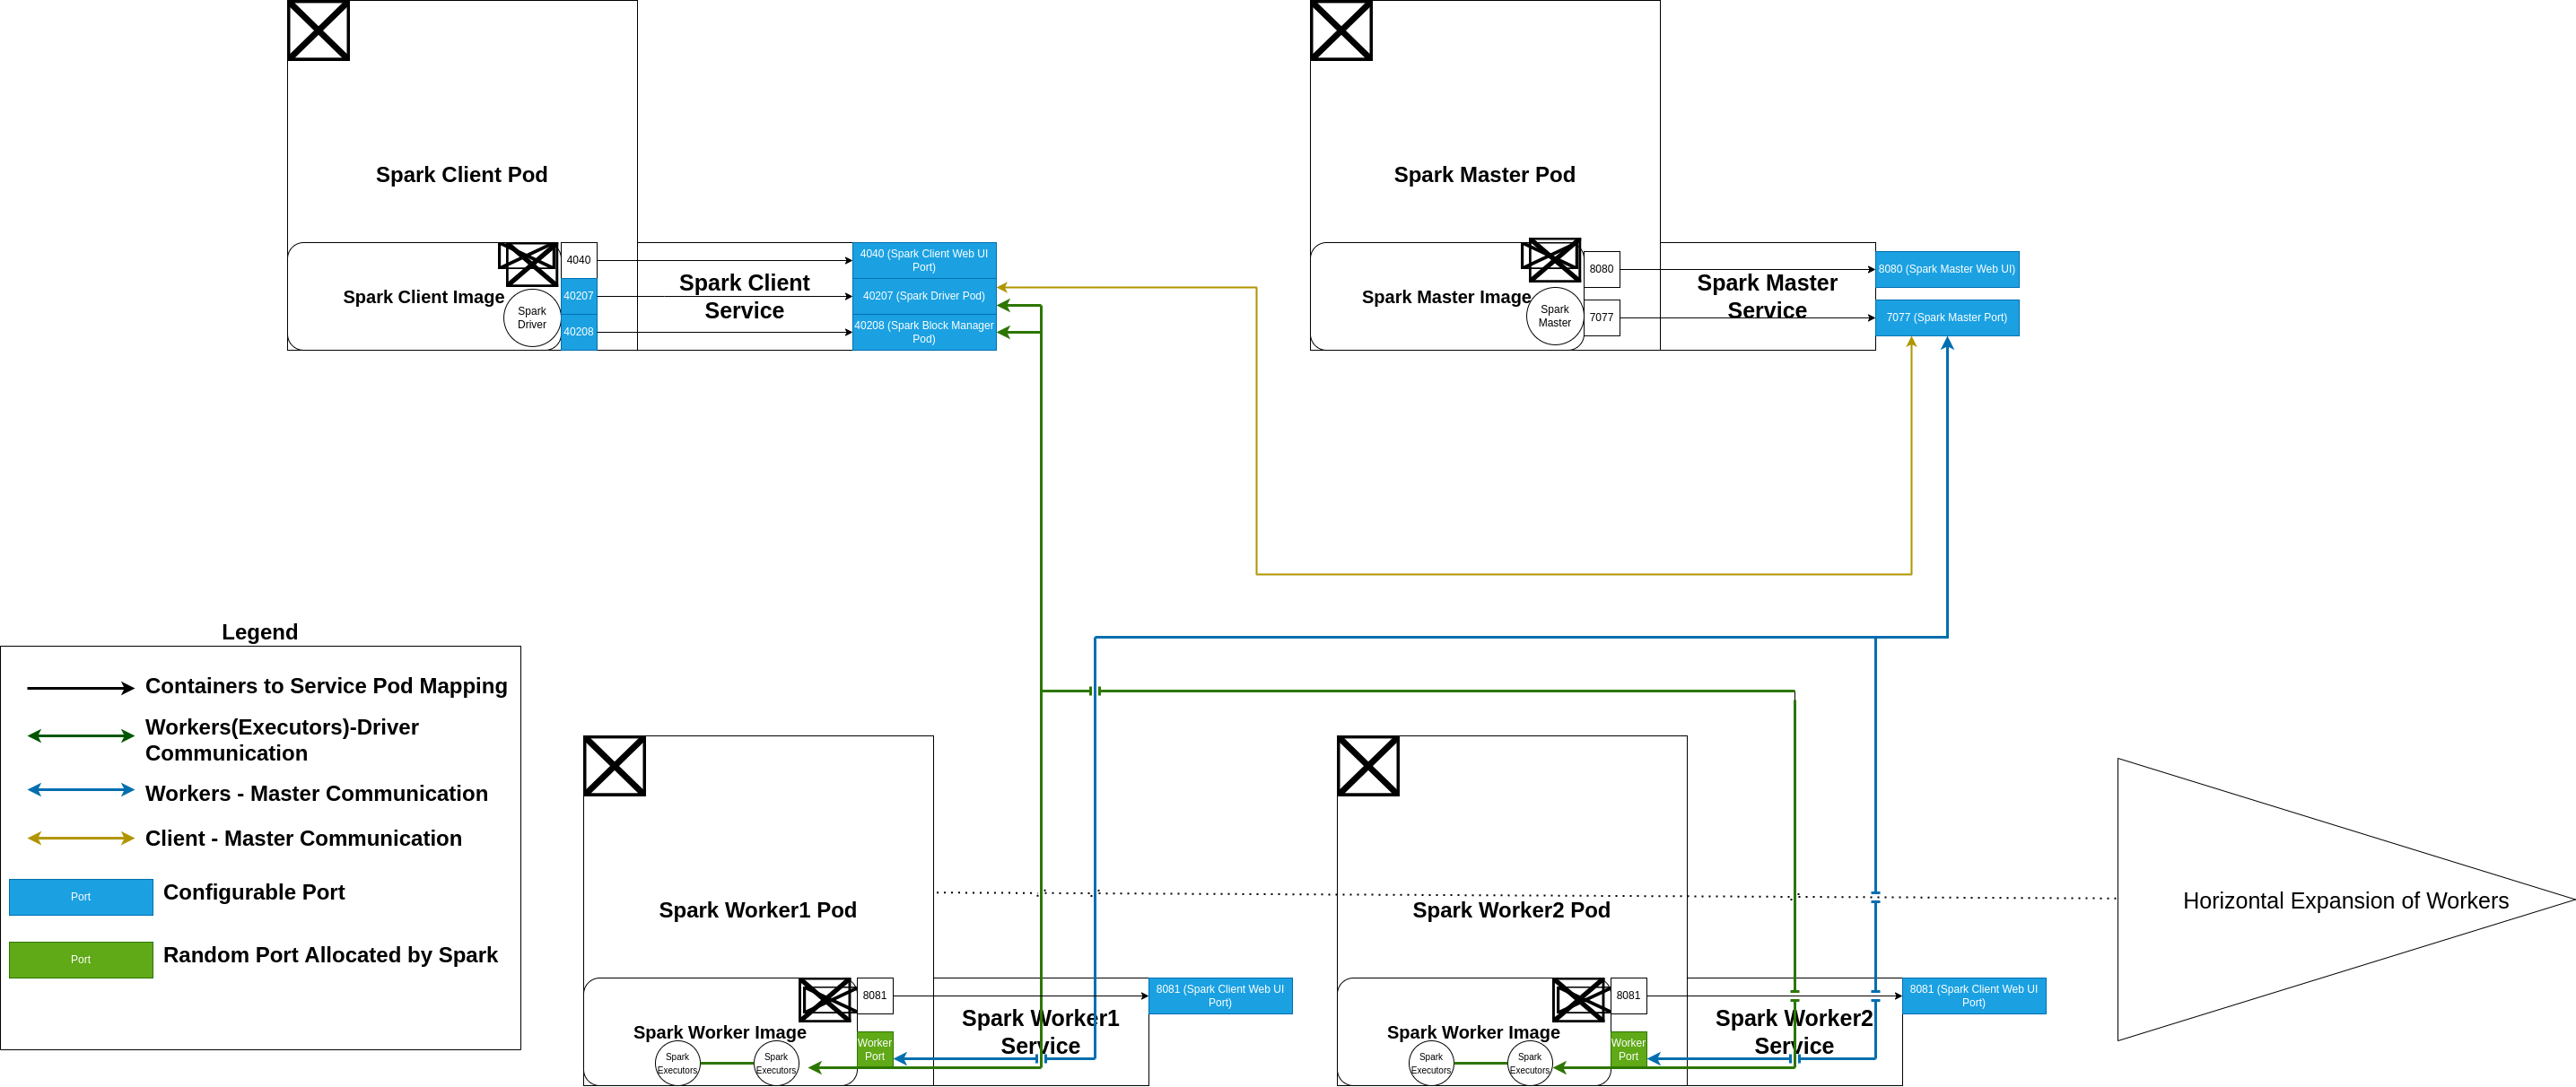 Spark Client Pod
Spark Client Image
Spark
Driver
4040
40207
40208
Spark Client
Service
4040 (Spark Client Web UI
Port)
40207 (Spark Driver Pod)
40208 (Spark Block Manager
Pod)
Spark Master Pod
Spark Master Image
Spark
Master
8080
7077
Spark Master
Service
8080 (Spark Master Web UI)
7077 (Spark Master Port)
Legend
Containers to Service Pod Mapping
Workers(Executors)-Driver
Communication
Workers - Master Communication
Client - Master Communication
Port
Configurable Port
Port
Random Port Allocated by Spark
Spark Worker1 Pod
Spark Worker Image
Spark
Executors
Spark
Executors
8081
Worker
Port
Spark Worker1
Service
8081 (Spark Client Web UI
Port)
Spark Worker2 Pod
Spark Worker Image
Spark
Executors
Spark
Executors
8081
Worker
Port
Spark Worker2
Service
8081 (Spark Client Web UI
Port)
Horizontal Expansion of Workers